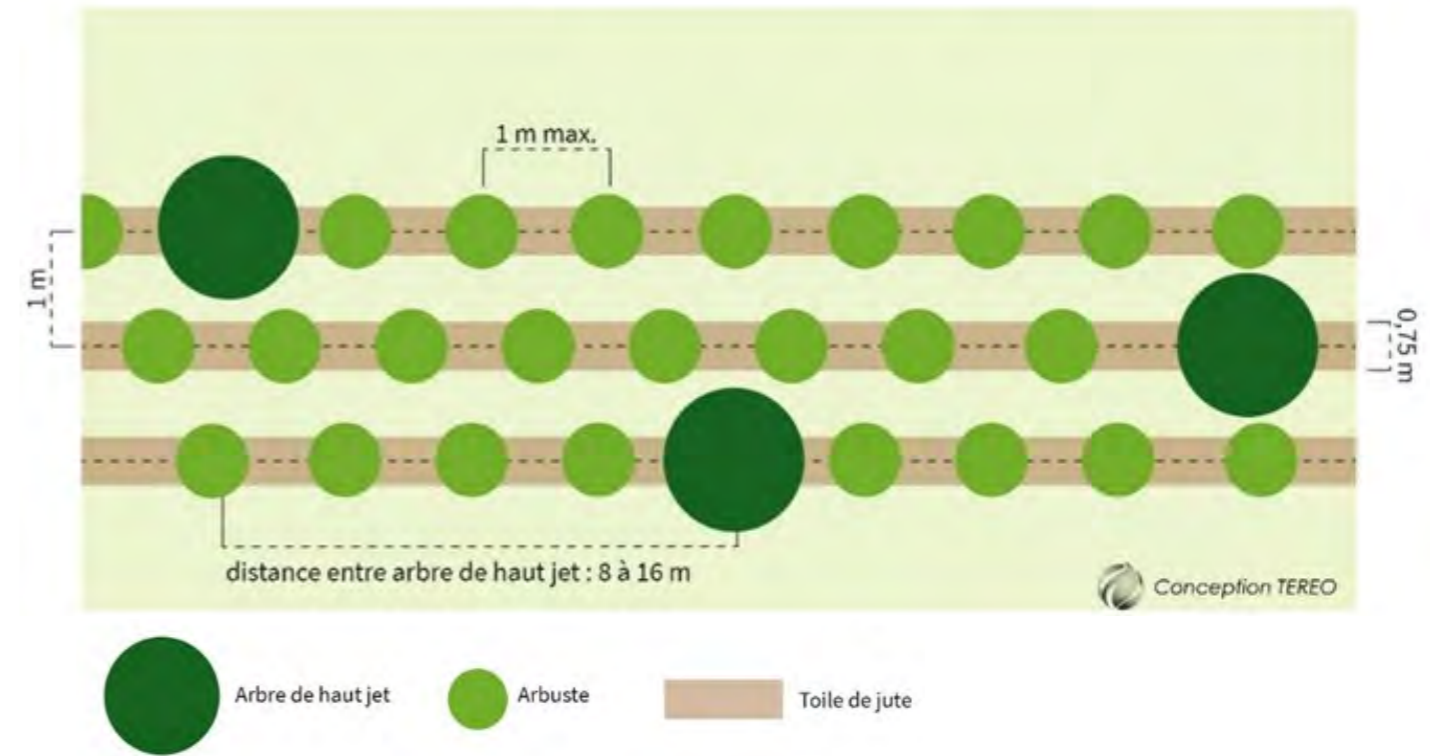 1 m max.
1 m
0,75 m
distance entre arbre de haut jet : 8 à 16 m
Conception TEREO
Arbre de haut jet
Arbuste
Toile de jute